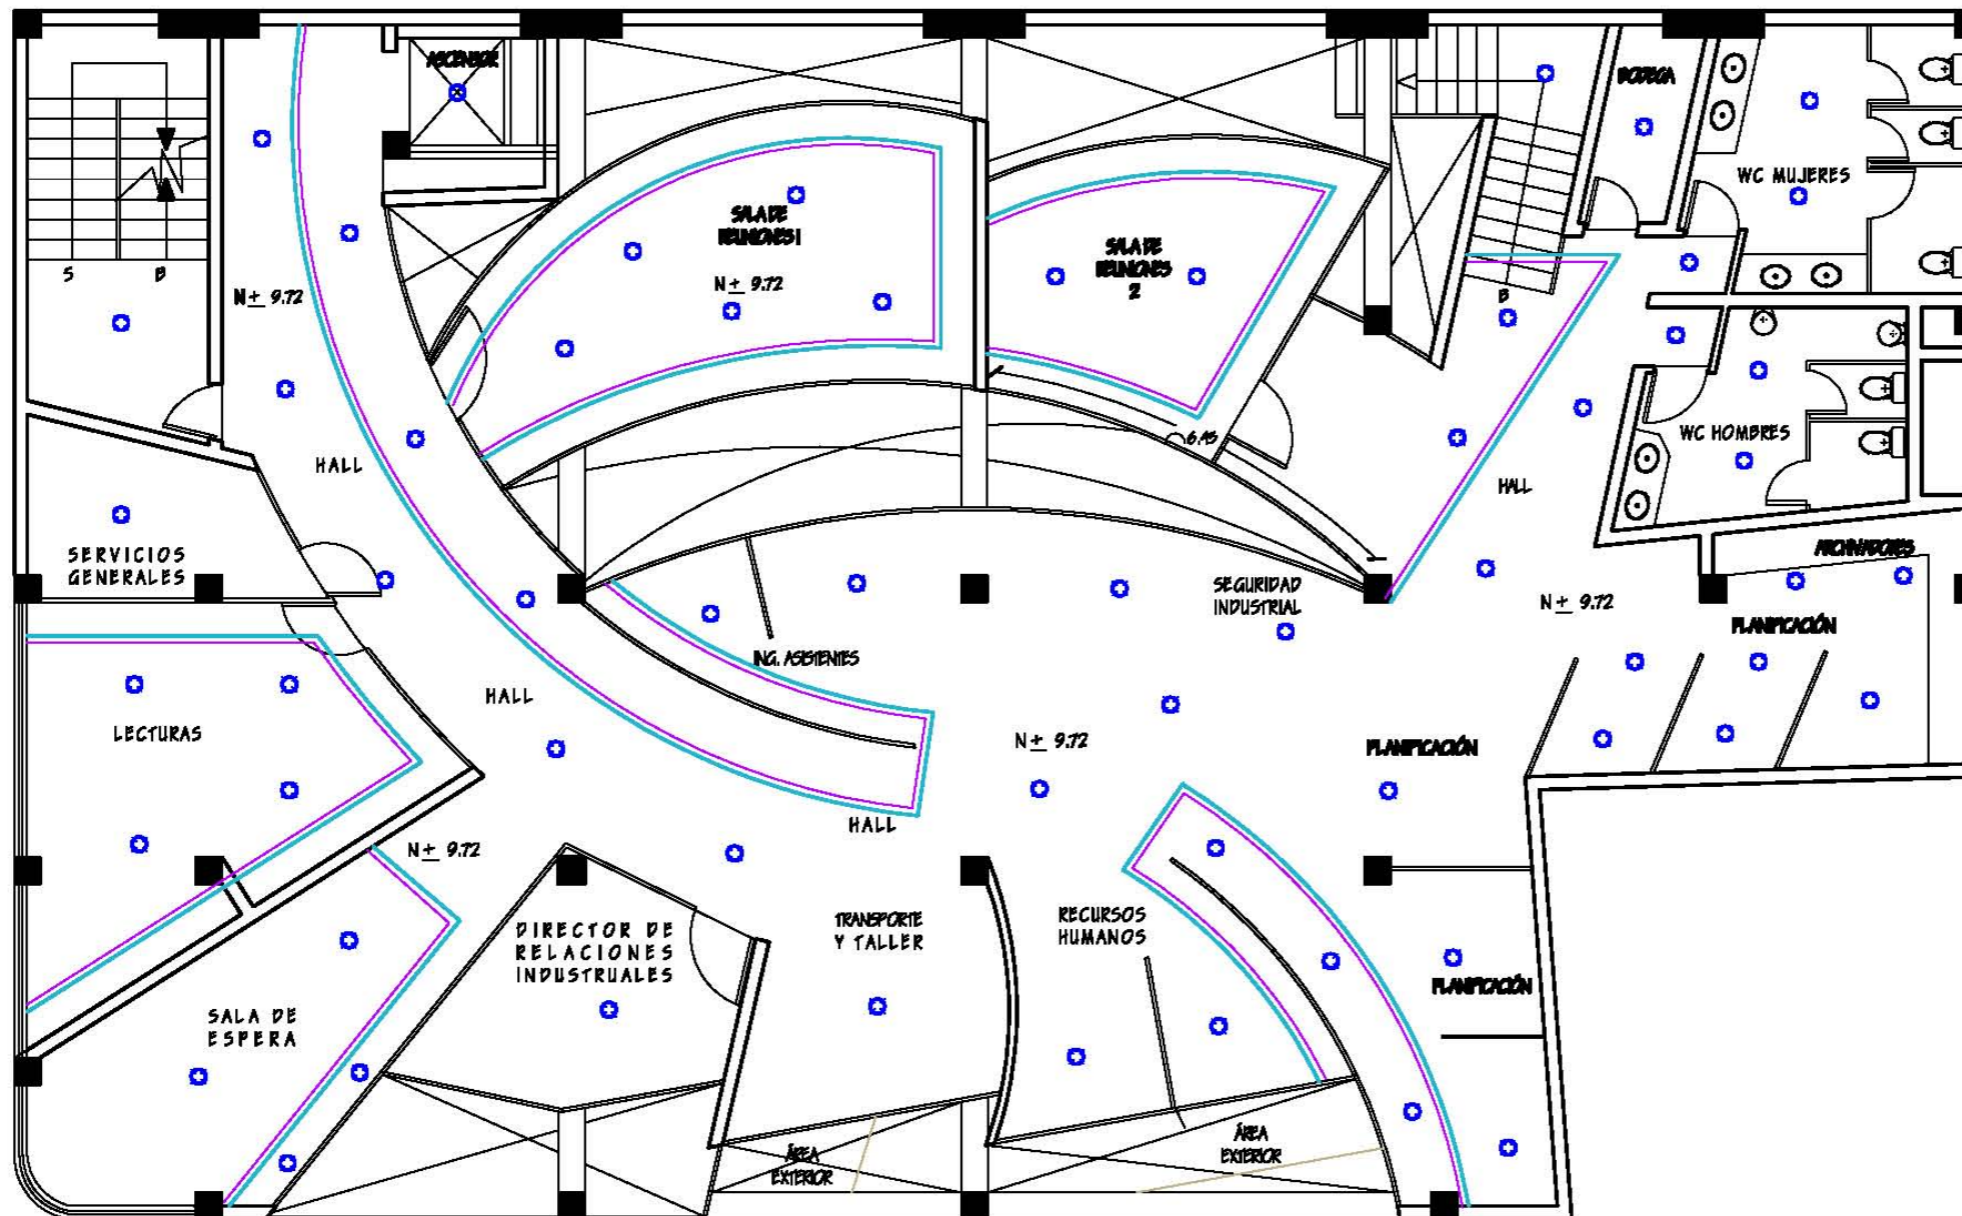 ASCENSOR
BODEGA
WC MUJERES
SALA DE
REUNIONES 1
N± 9.72
SALA DE
REUNIONES
2
S
B
N± 9.72
B
6.45
WC HOMBRES
HALL
HALL
SERVICIOS
GENERALES
ARCHIVADORES
SEGURIDAD
INDUSTRIAL
N± 9.72
PLANIFICACIÓN
ING. ASISTENTES
HALL
LECTURAS
N± 9.72
PLANIFICACIÓN
HALL
N± 9.72
DIRECTOR DE
RELACIONES
INDUSTRUALES
TRANSPORTE
Y TALLER
RECURSOS
HUMANOS
PLANIFICACIÓN
SALA DE
ESPERA
ÁREA
EXTERIOR
ÁREA
EXTERIOR